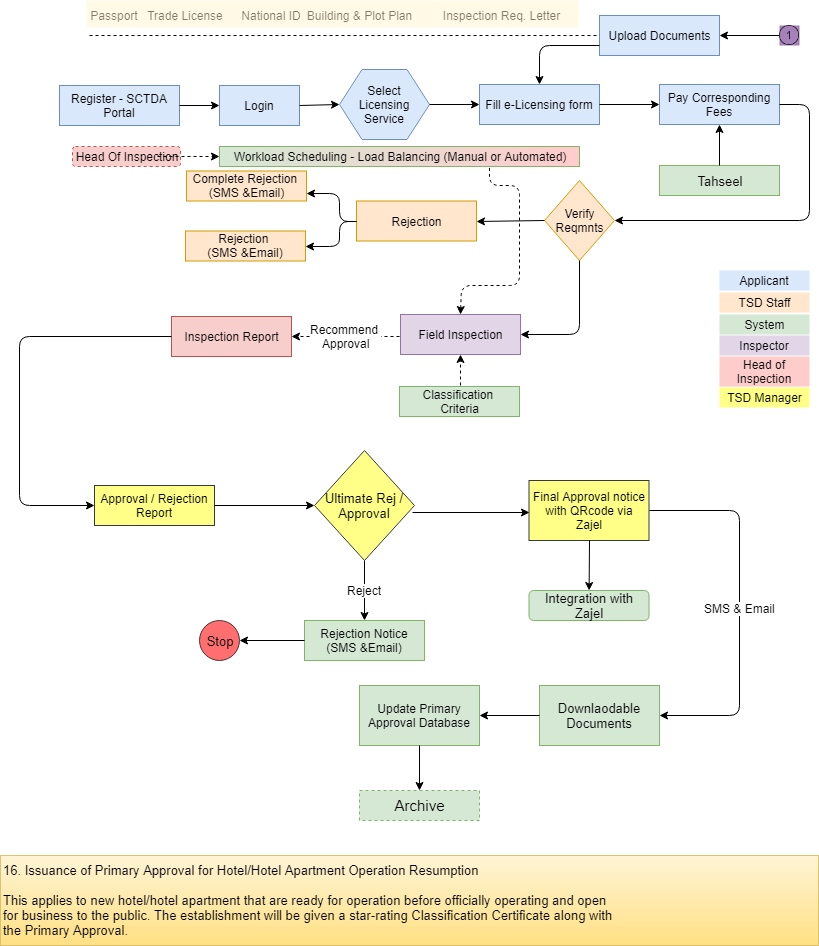 Passport Trade License National ID Building & Plot Plan Inspection Req. Letter
Upload Documents
1
Register - SCTDA
Portal
Login
Select
Licensing
Service
Fill e-Licensing form
Pay Corresponding
Fees
Head Of Inspection
Workload Scheduling - Load Balancing (Manual or Automated)
Tahseel
Complete Rejection
(SMS &Email)
Rejection
(SMS &Email)
Rejection
Verify
Reqmnts
Applicant
TSD Staff
System
Inspector
Head of
Inspection
TSD Manager
Inspection Report
Recommend
Approval
Field Inspection
Classification
Criteria
Approval / Rejection
Report
Ultimate Rej /
Approval
Final Approval notice
with QRcode via
Zajel
Reject
Integration with
Zajel
SMS & Email
Stop
Rejection Notice
(SMS &Email)
Update Primary
Approval Database
Downlaodable
Documents
Archive
16. Issuance of Primary Approval for Hotel/Hotel Apartment Operation Resumption
This applies to new hotel/hotel apartment that are ready for operation before officially operating and open
for business to the public. The establishment will be given a star-rating Classification Certificate along with
the Primary Approval.